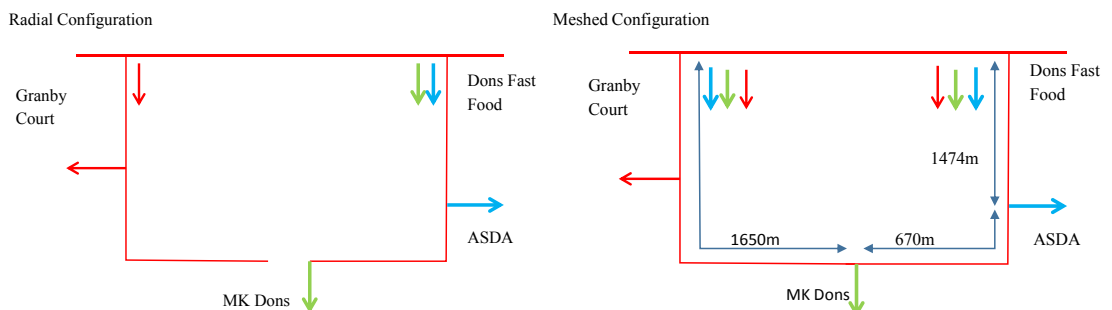 Radial Configuration
Granby
Court
Dons Fast
Food
ASDA
MK Dons
Meshed Configuration
Granby
Court
Dons Fast
Food
1474m
1650m
670m
ASDA
MK Dons